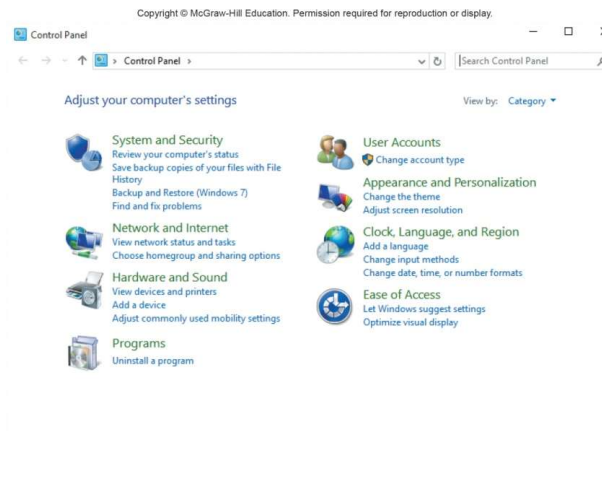 Copyright © McGraw-Hill Education. Permission required for reproduction or display.
Control Panel
> Control Panel >
Search Control Panel
Adjust your computer's settings
View by: Category
System and Security
Review your computer's status
Save backup copies of your files with File
History
Backup and Restore (Windows 7)
Find and fix problems
Network and Internet
View network status and tasks
Choose homegroup and sharing options
Hardware and Sound
View devices and printers
Add a device
Adjust commonly used mobility settings
Programs
Uninstall a program
User Accounts
Change account type
Appearance and Personalization
Change the theme
Adjust screen resolution
Clock, Language, and Region
Add a language
Change input methods
Change date, time, or number formats
Ease of Access
Let Windows suggest settings
Optimize visual display